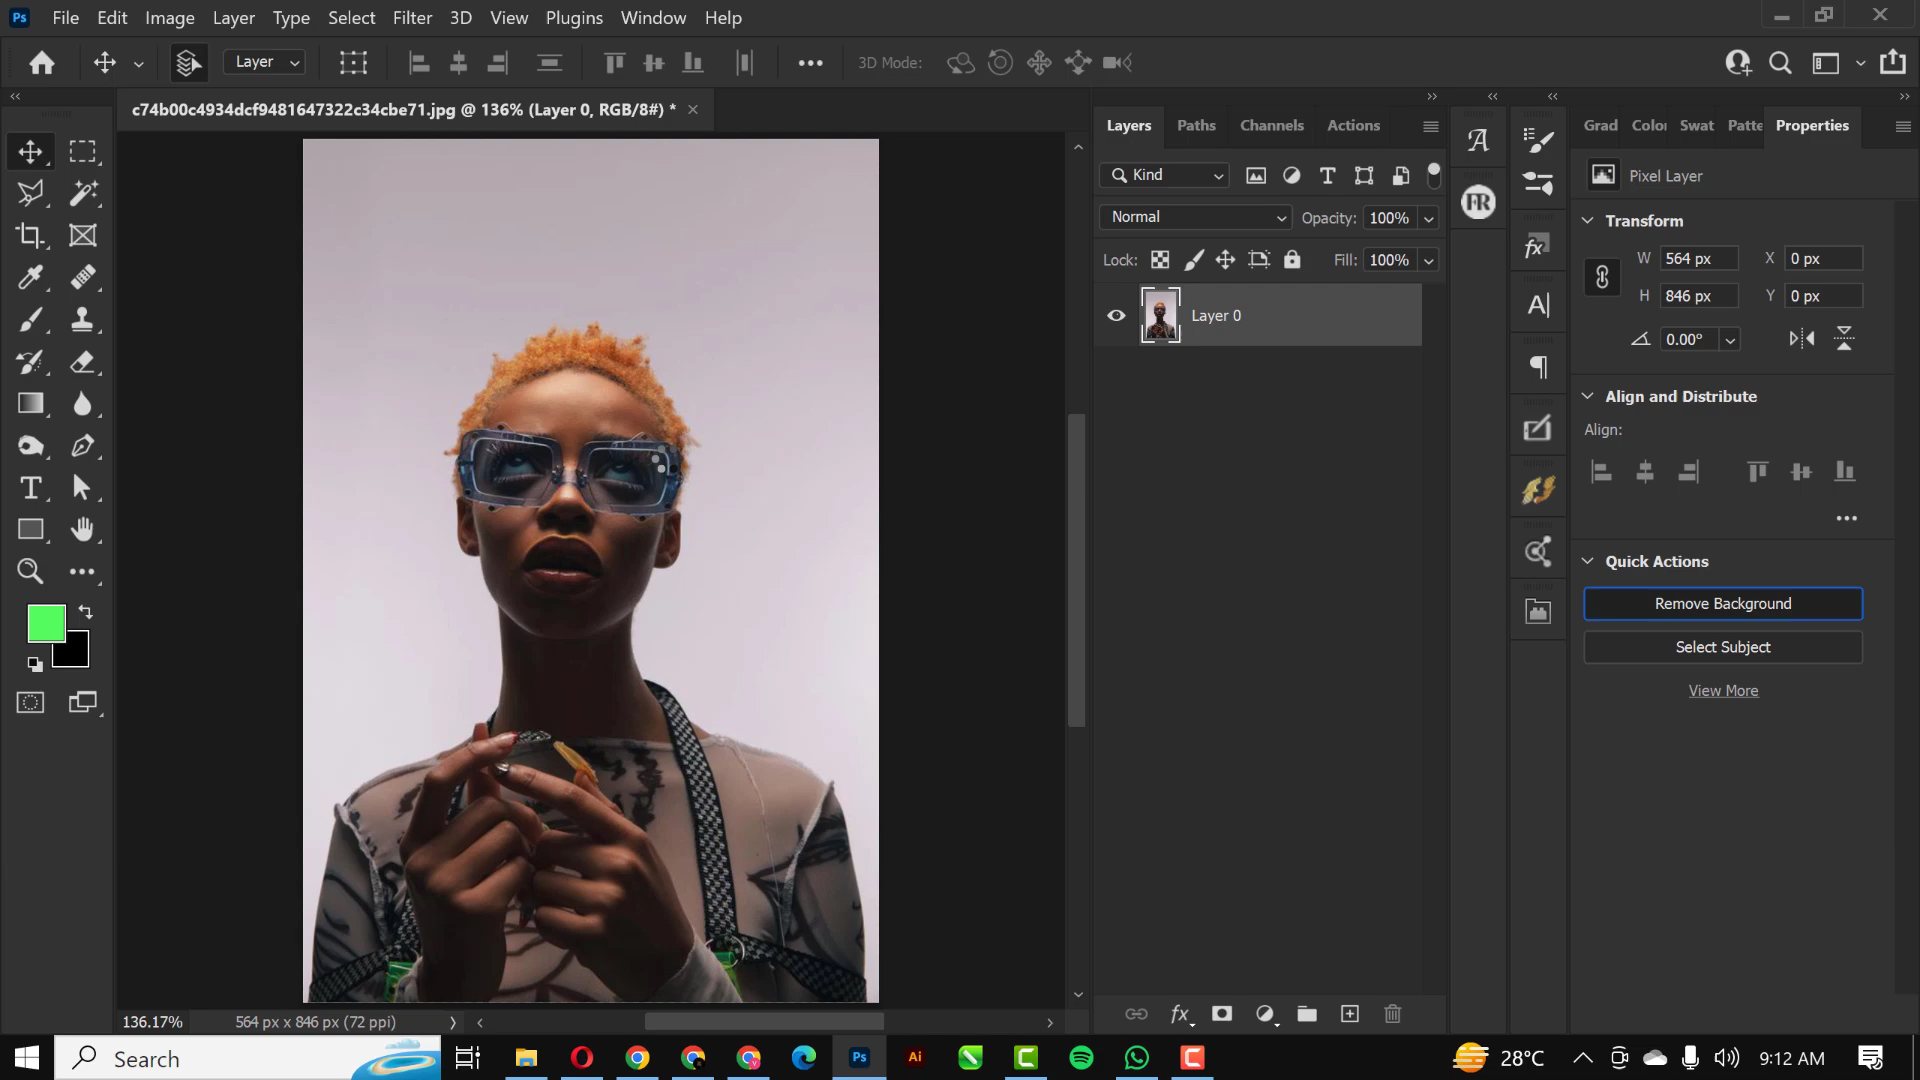 Ps File Edit Image Layer Type Select Filter 3D View Plugins Window Help
Layer 3D Mode:
c74b00c4934dcf9481647322c34cbe71.jpg @ 136% (Layer 0, RGB/8#) *
Layers Paths Channels Actions
Grad Color Swat Patte Properties
Kind
Pixel Layer
Normal Opacity: 100%
Transform
Lock: Fill: 100%
W 564 px X 0 px
H 846 px Y 0 px
Layer 0
0.00°
Align and Distribute
Align:
Quick Actions
Remove Background
Select Subject
View More
136.17% 564 px x 846 px (72 ppi)
fx
Search
Ps Ai
28°C
9:12 AM